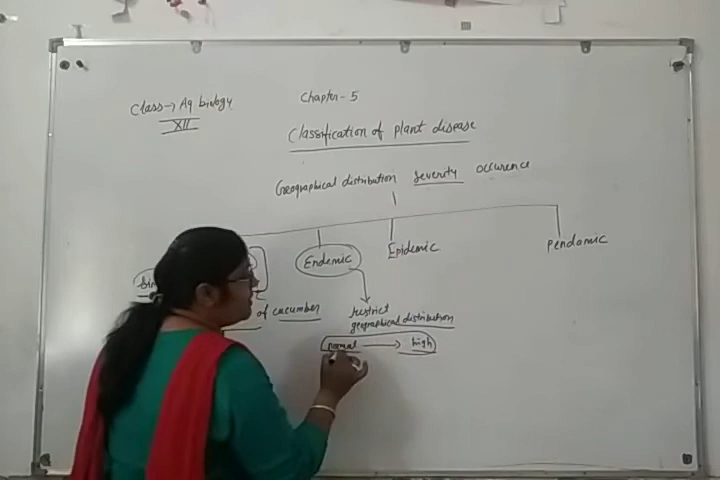 Class → Ag biology
XII
Chapter - 5
Classification of plant disease
Geographical distribution severity occurence
Endemic
Epidemic
Pendamic
of cucumber
restrict
geographical distribution
normal → high